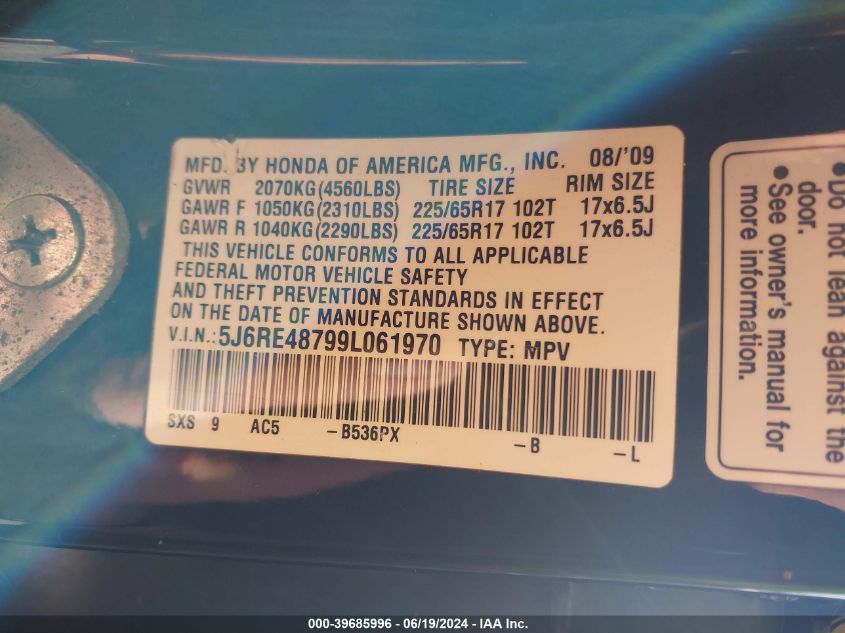 MFD. BY HONDA OF AMERICA MFG., INC. 08/'09
GVWR 2070KG(4560LBS) TIRE SIZE RIM SIZE
GAWR F 1050KG(2310LBS) 225/65R17 102T 17x6.5J
GAWR R 1040KG(2290LBS) 225/65R17 102T 17x6.5J
THIS VEHICLE CONFORMS TO ALL APPLICABLE
FEDERAL MOTOR VEHICLE SAFETY
AND THEFT PREVENTION STANDARDS IN EFFECT
ON THE DATE OF MANUFACTURE SHOWN ABOVE.
V.I.N.:5J6RE48799L061970 TYPE: MPV
SXS 9 AC5 -B536PX -B -L
● Do not lean against the
door.
● See owner's manual for
more information.
000-39685996 - 06/19/2024 - IAA Inc.